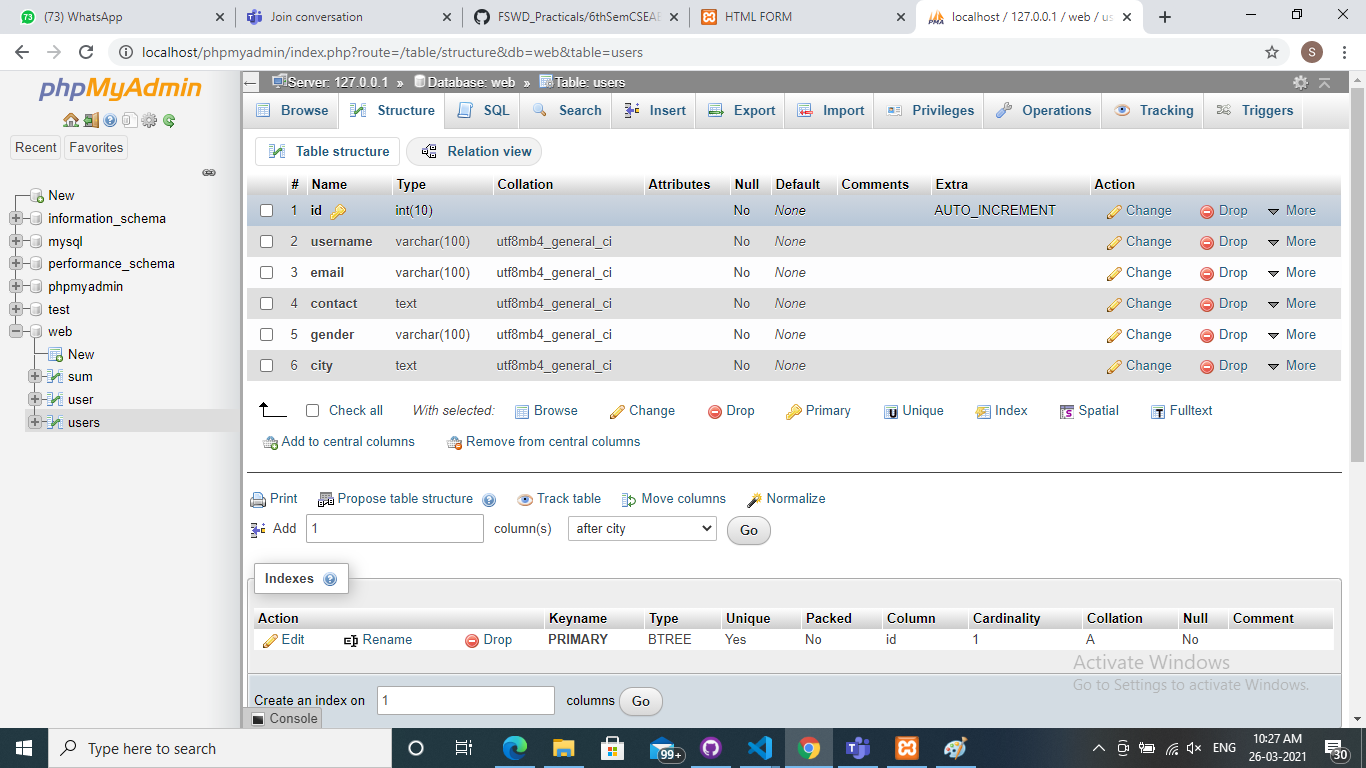 (73) WhatsApp
Join conversation
FSWD_Practicals/6thSemCSEAE
HTML FORM
localhost / 127.0.0.1 / web / us
localhost/phpmyadmin/index.php?route=/table/structure&db=web&table=users
S
phpMyAdmin
Recent Favorites
New
information_schema
mysql
performance_schema
phpmyadmin
test
web
New
sum
user
users
Server: 127.0.0.1 » Database: web » Table: users
Browse Structure SQL Search Insert Export Import Privileges Operations Tracking Triggers
Table structure Relation view
# Name Type Collation Attributes Null Default Comments Extra Action
1 id int(10) No None AUTO_INCREMENT Change Drop More
2 username varchar(100) utf8mb4_general_ci No None Change Drop More
3 email varchar(100) utf8mb4_general_ci No None Change Drop More
4 contact text utf8mb4_general_ci No None Change Drop More
5 gender varchar(100) utf8mb4_general_ci No None Change Drop More
6 city text utf8mb4_general_ci No None Change Drop More
Check all With selected: Browse Change Drop Primary Unique Index Spatial Fulltext
Add to central columns Remove from central columns
Print Propose table structure Track table Move columns Normalize
Add 1 column(s) after city Go
Indexes
Action Keyname Type Unique Packed Column Cardinality Collation Null Comment
Edit Rename Drop PRIMARY BTREE Yes No id 1 A No
Create an index on 1 columns Go
Console
Activate Windows
Go to Settings to activate Windows.
Type here to search
99+
ENG
10:27 AM
26-03-2021
30